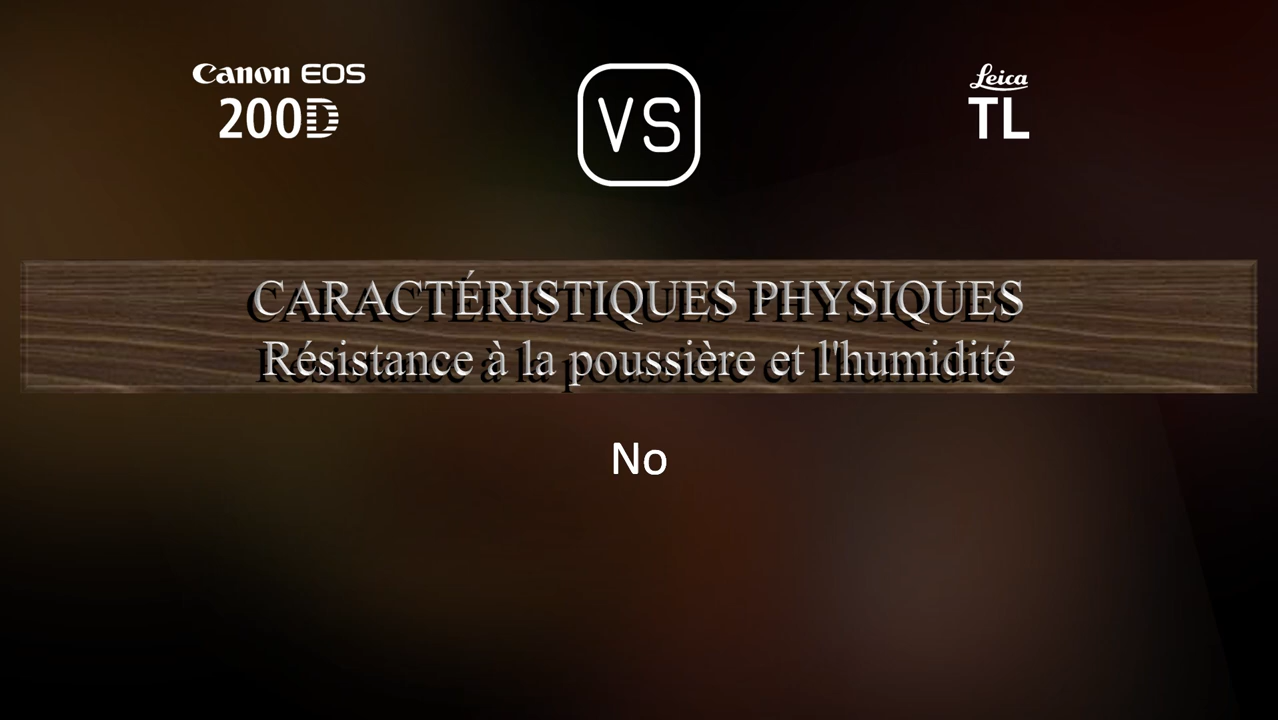 Canon EOS
200D
VS
Leica
TL
CARACTÉRISTIQUES PHYSIQUES
Résistance à la poussière et l'humidité
No